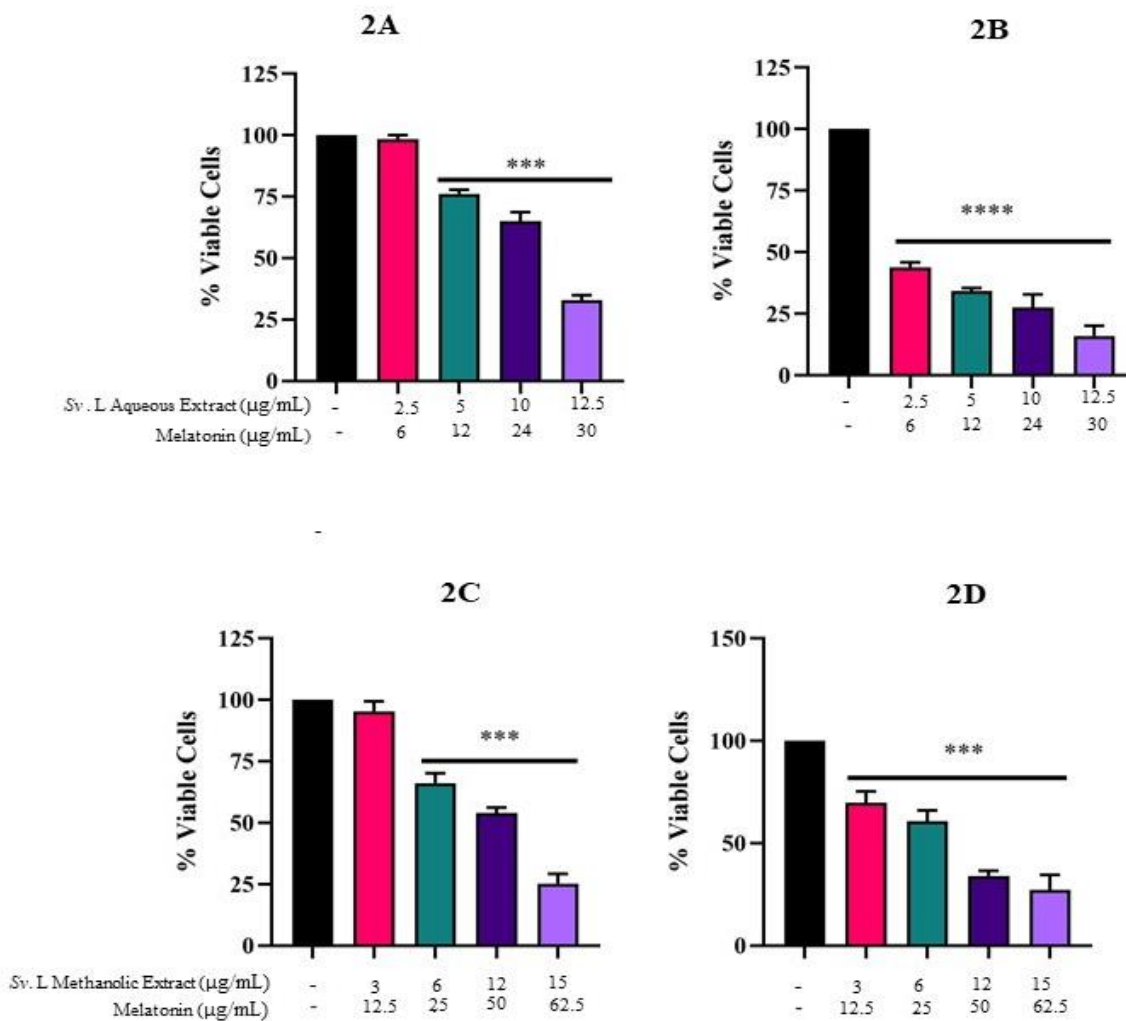 2A
2B
125
100
75
50
25
0
% Viable Cells
***
125
100
75
50
25
0
% Viable Cells
****
Sv. L Aqueous Extract (μg/mL) - 2.5 5 10 12.5
Melatonin (μg/mL) - 6 12 24 30
- 2.5 5 10 12.5
- 6 12 24 30
-
2C
2D
125
100
75
50
25
0
% Viable Cells
***
150
100
50
0
% Viable Cells
***
Sv. L Methanolic Extract (μg/mL) - 3 6 12 15
Melatonin (μg/mL) - 12.5 25 50 62.5
- 3 6 12 15
- 12.5 25 50 62.5